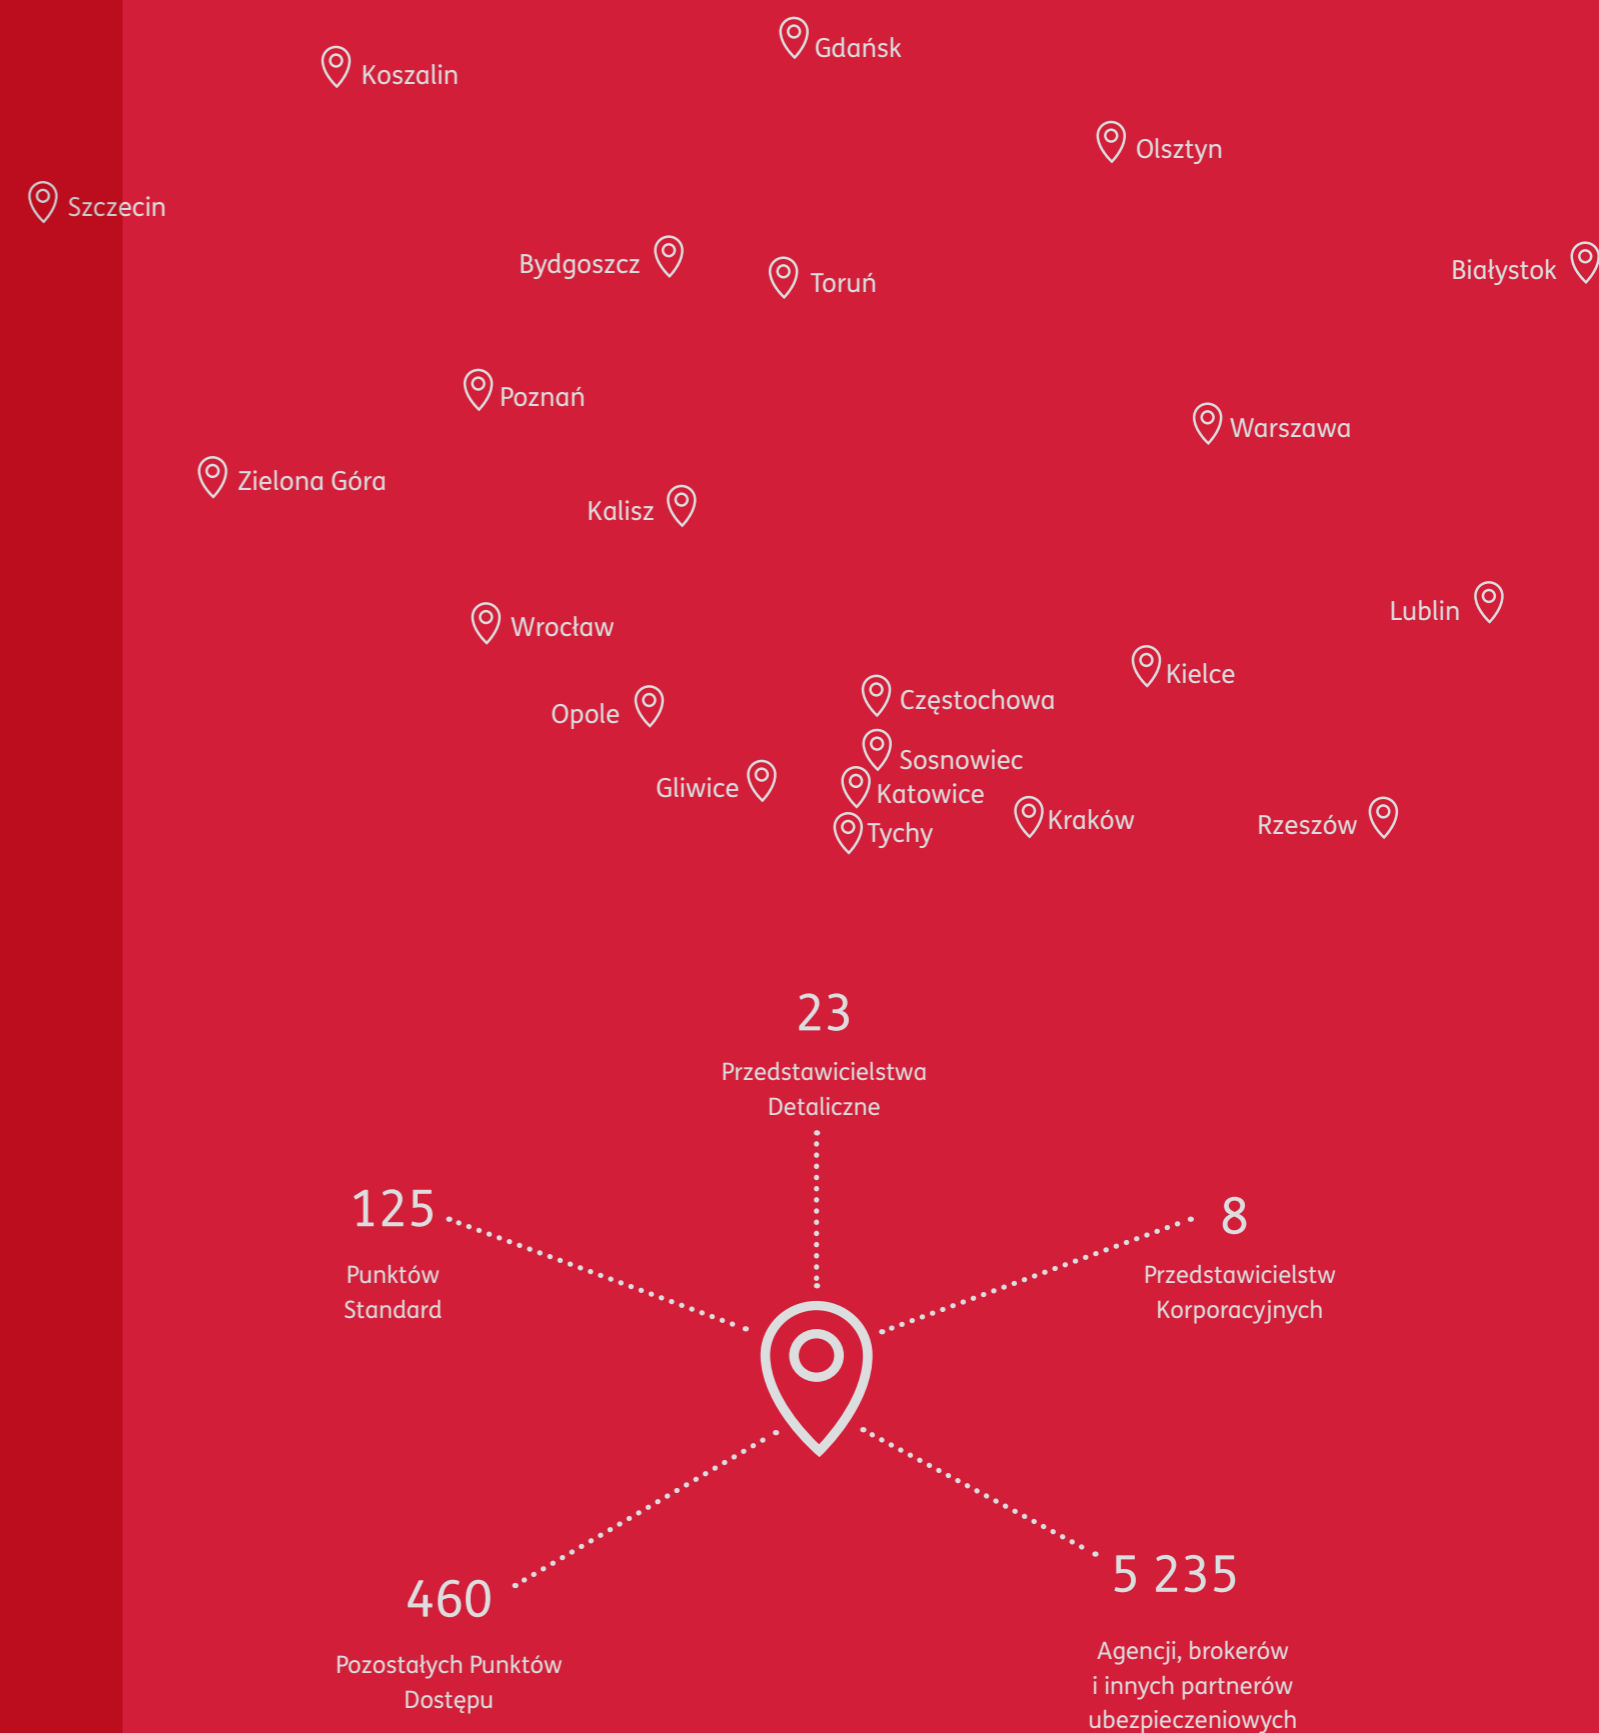 Gdańsk
Koszalin
Olsztyn
Szczecin
Bydgoszcz
Toruń
Białystok
Poznań
Warszawa
Zielona Góra
Kalisz
Lublin
Wrocław
Kielce
Częstochowa
Opole
Sosnowiec
Gliwice
Katowice
Kraków
Rzeszów
Tychy
23
Przedstawicielstwa
Detaliczne
125
Punktów
Standard
8
Przedstawicielstw
Korporacyjnych
460
Pozostałych Punktów
Dostępu
5 235
Agencji, brokerów
i innych partnerów
ubezpieczeniowych